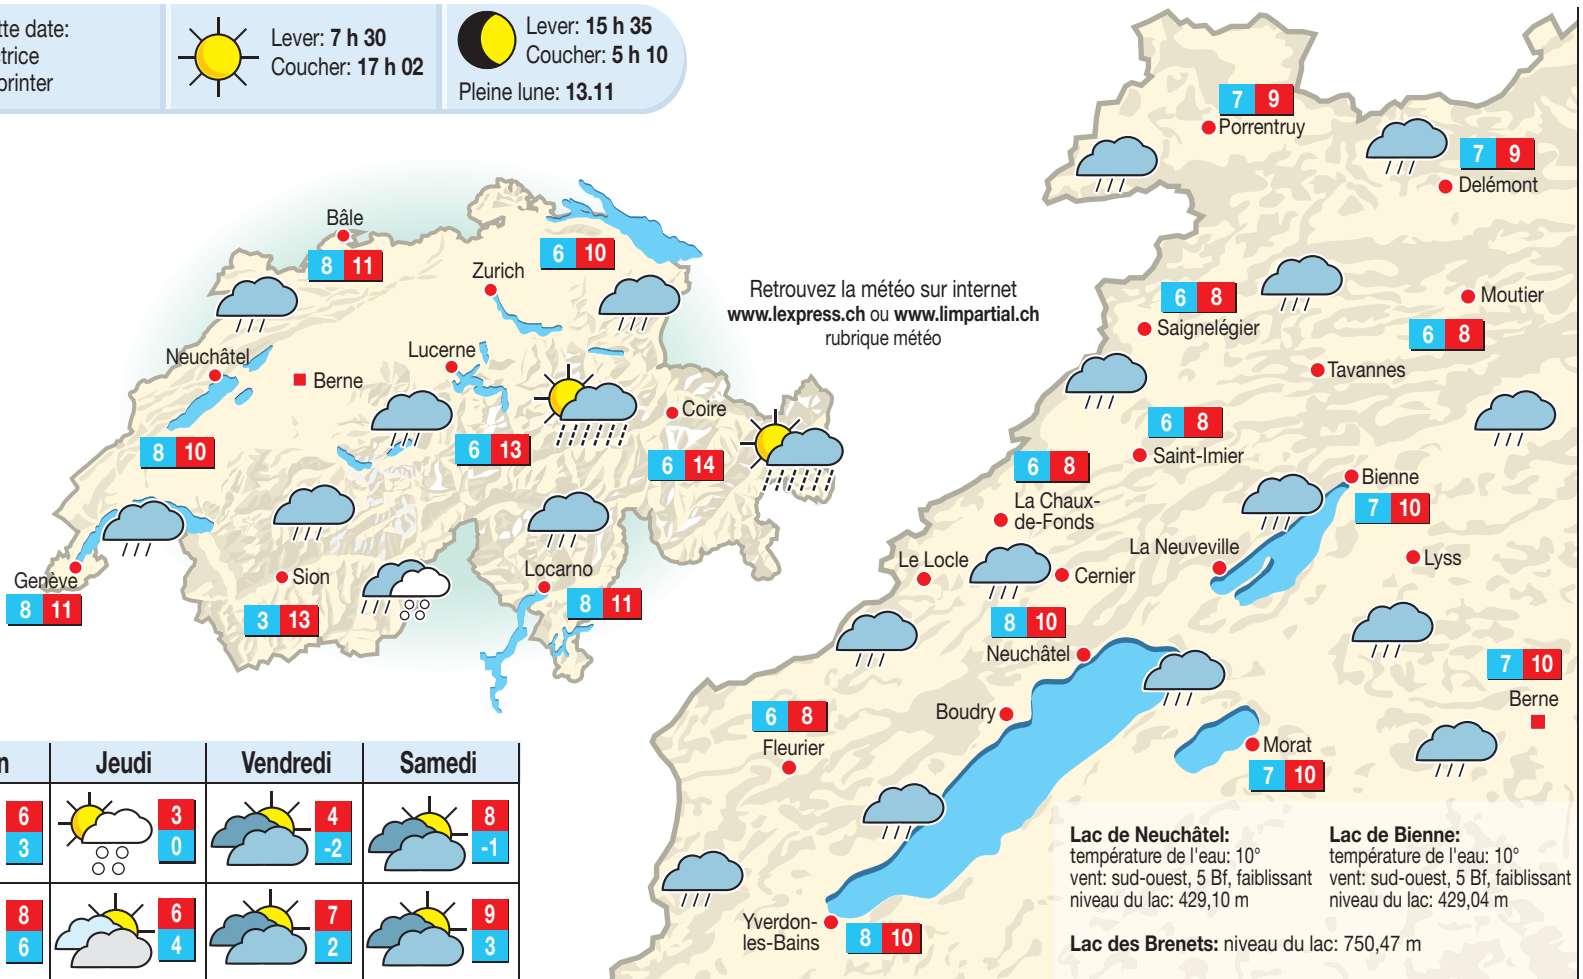 tte date:
trice
printer
Lever: 7 h 30
Coucher: 17 h 02
Lever: 15 h 35
Coucher: 5 h 10
Pleine lune: 13.11
Bâle
8 11
6 10
Zurich
Neuchâtel
8 10
Berne
Lucerne
6 13
Coire
6 14
Genève
8 11
Sion
3 13
Locarno
8 11
Retrouvez la météo sur internet
www.lexpress.ch ou www.limpartial.ch
rubrique météo
7 9
Porrentruy
7 9
Delémont
6 8
Saignelégier
Moutier
6 8
Tavannes
6 8
Saint-Imier
6 8
La Chaux-
de-Fonds
Bienne
7 10
La Neuveville
Lyss
Le Locle
Cernier
8 10
Neuchâtel
7 10
Berne
Boudry
6 8
Fleurier
Morat
7 10
Yverdon-
les-Bains
8 10
n Jeudi Vendredi Samedi
6 3 4 8
3 0 -2 -1
8 6 7 9
6 4 2 3
Lac de Neuchâtel:
température de l'eau: 10°
vent: sud-ouest, 5 Bf, faiblissant
niveau du lac: 429,10 m
Lac de Bienne:
température de l'eau: 10°
vent: sud-ouest, 5 Bf, faiblissant
niveau du lac: 429,04 m
Lac des Brenets: niveau du lac: 750,47 m